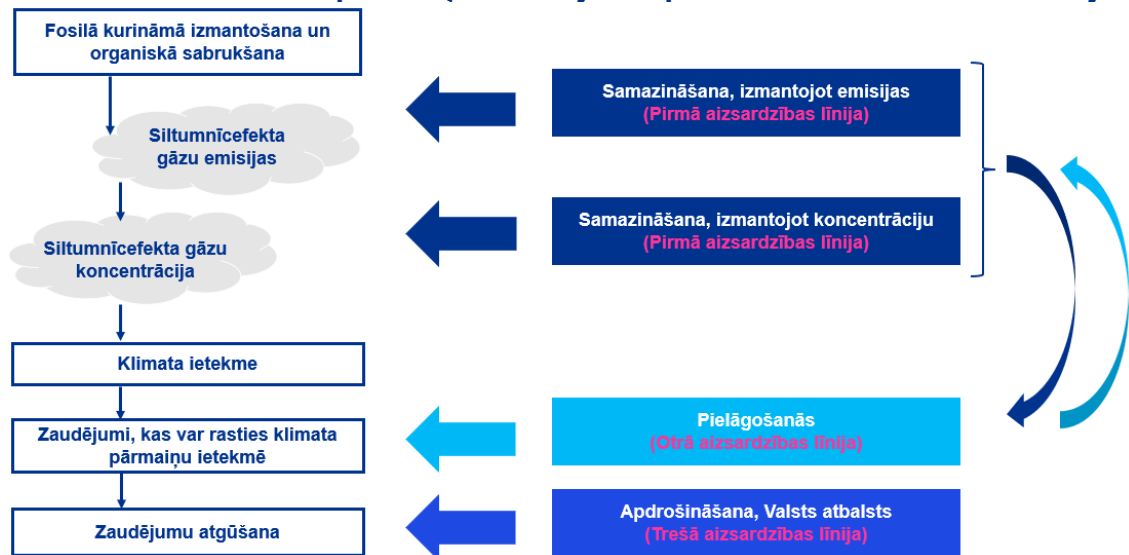 Fosilā kurināmā izmantošana un
organiskā sabrukšana
Samazināšana, izmantojot emisijas
(Pirmā aizsardzības līnija)
Siltumnīcefekta
gāzu emisijas
Samazināšana, izmantojot koncentrāciju
(Pirmā aizsardzības līnija)
Siltumnīcefekta gāzu
koncentrācija
Klimata ietekme
Pielāgošanās
(Otrā aizsardzības līnija)
Zaudējumi, kas var rasties klimata
pārmaiņu ietekmē
Apdrošināšana, Valsts atbalsts
(Trešā aizsardzības līnija)
Zaudējumu atgūšana